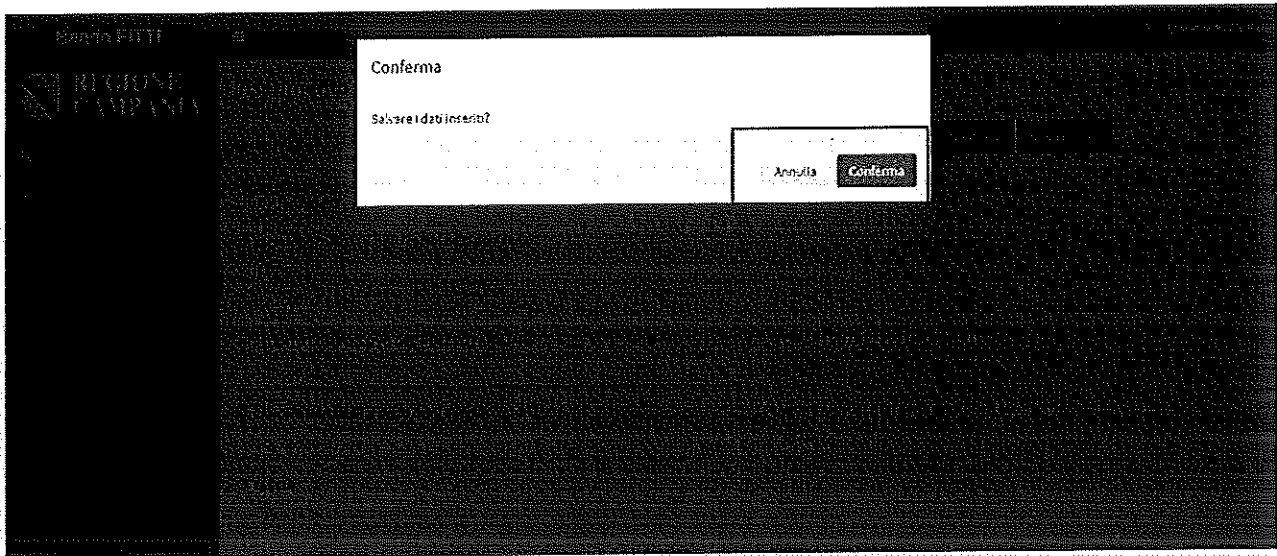 Bando FITTI
REGIONE
CAMPANIA
Conferma
Salvare i dati inseriti?
Annulla
Conferma